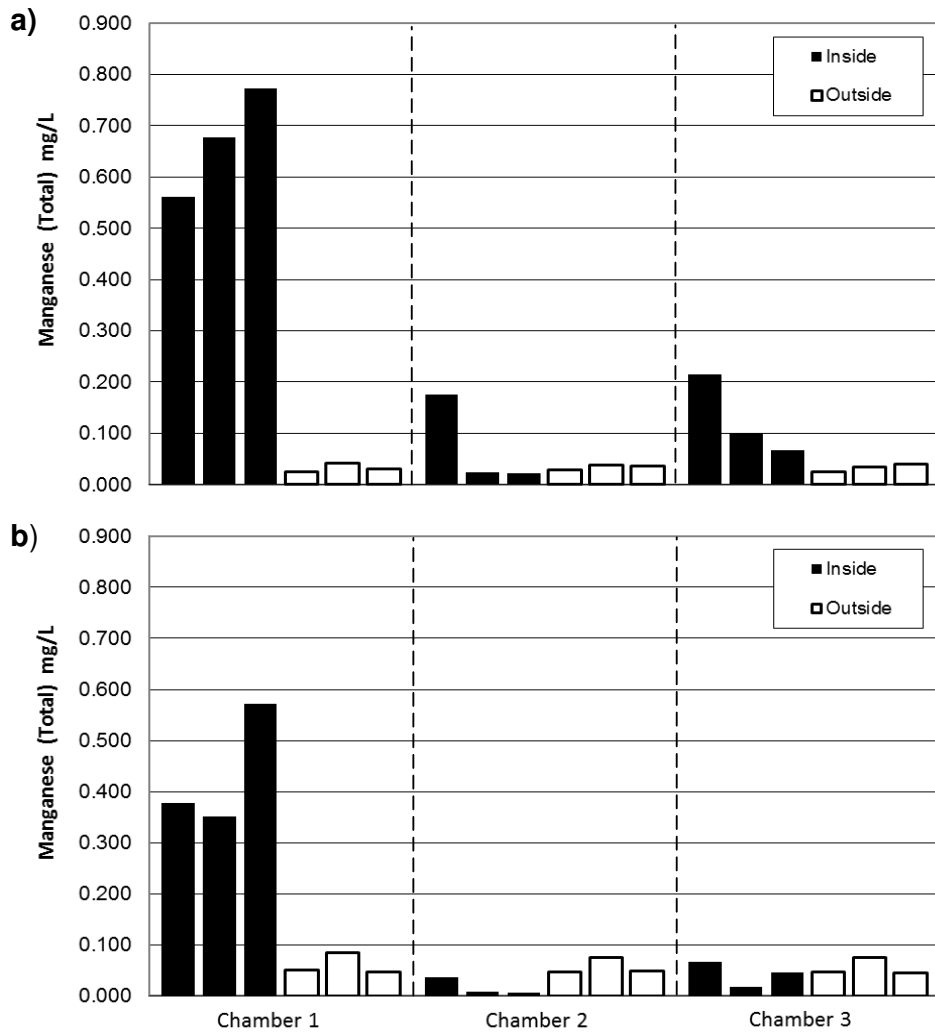 a)
Manganese (Total) mg/L
0.900
0.800
0.700
0.600
0.500
0.400
0.300
0.200
0.100
0.000
Inside
Outside
b)
Manganese (Total) mg/L
0.900
0.800
0.700
0.600
0.500
0.400
0.300
0.200
0.100
0.000
Inside
Outside
Chamber 1
Chamber 2
Chamber 3